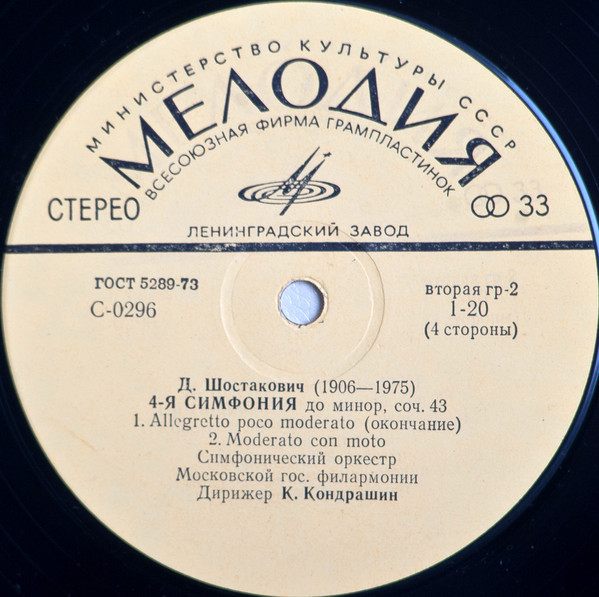 МИНИСТЕРСТВО КУЛЬТУРЫ СССР
МЕЛОДИЯ
ВСЕСОЮЗНАЯ ФИРМА ГРАМПЛАСТИНОК
СТЕРЕО
33
ЛЕНИНГРАДСКИЙ ЗАВОД
ГОСТ 5289-73
С-0296
вторая гр-2
1-20
(4 стороны)
Д. Шостакович (1906—1975)
4-Я СИМФОНИЯ до минор, соч. 43
1. Allegretto poco moderato (окончание)
2. Moderato con moto
Симфонический оркестр
Московской гос. филармонии
Дирижер К. Кондрашин